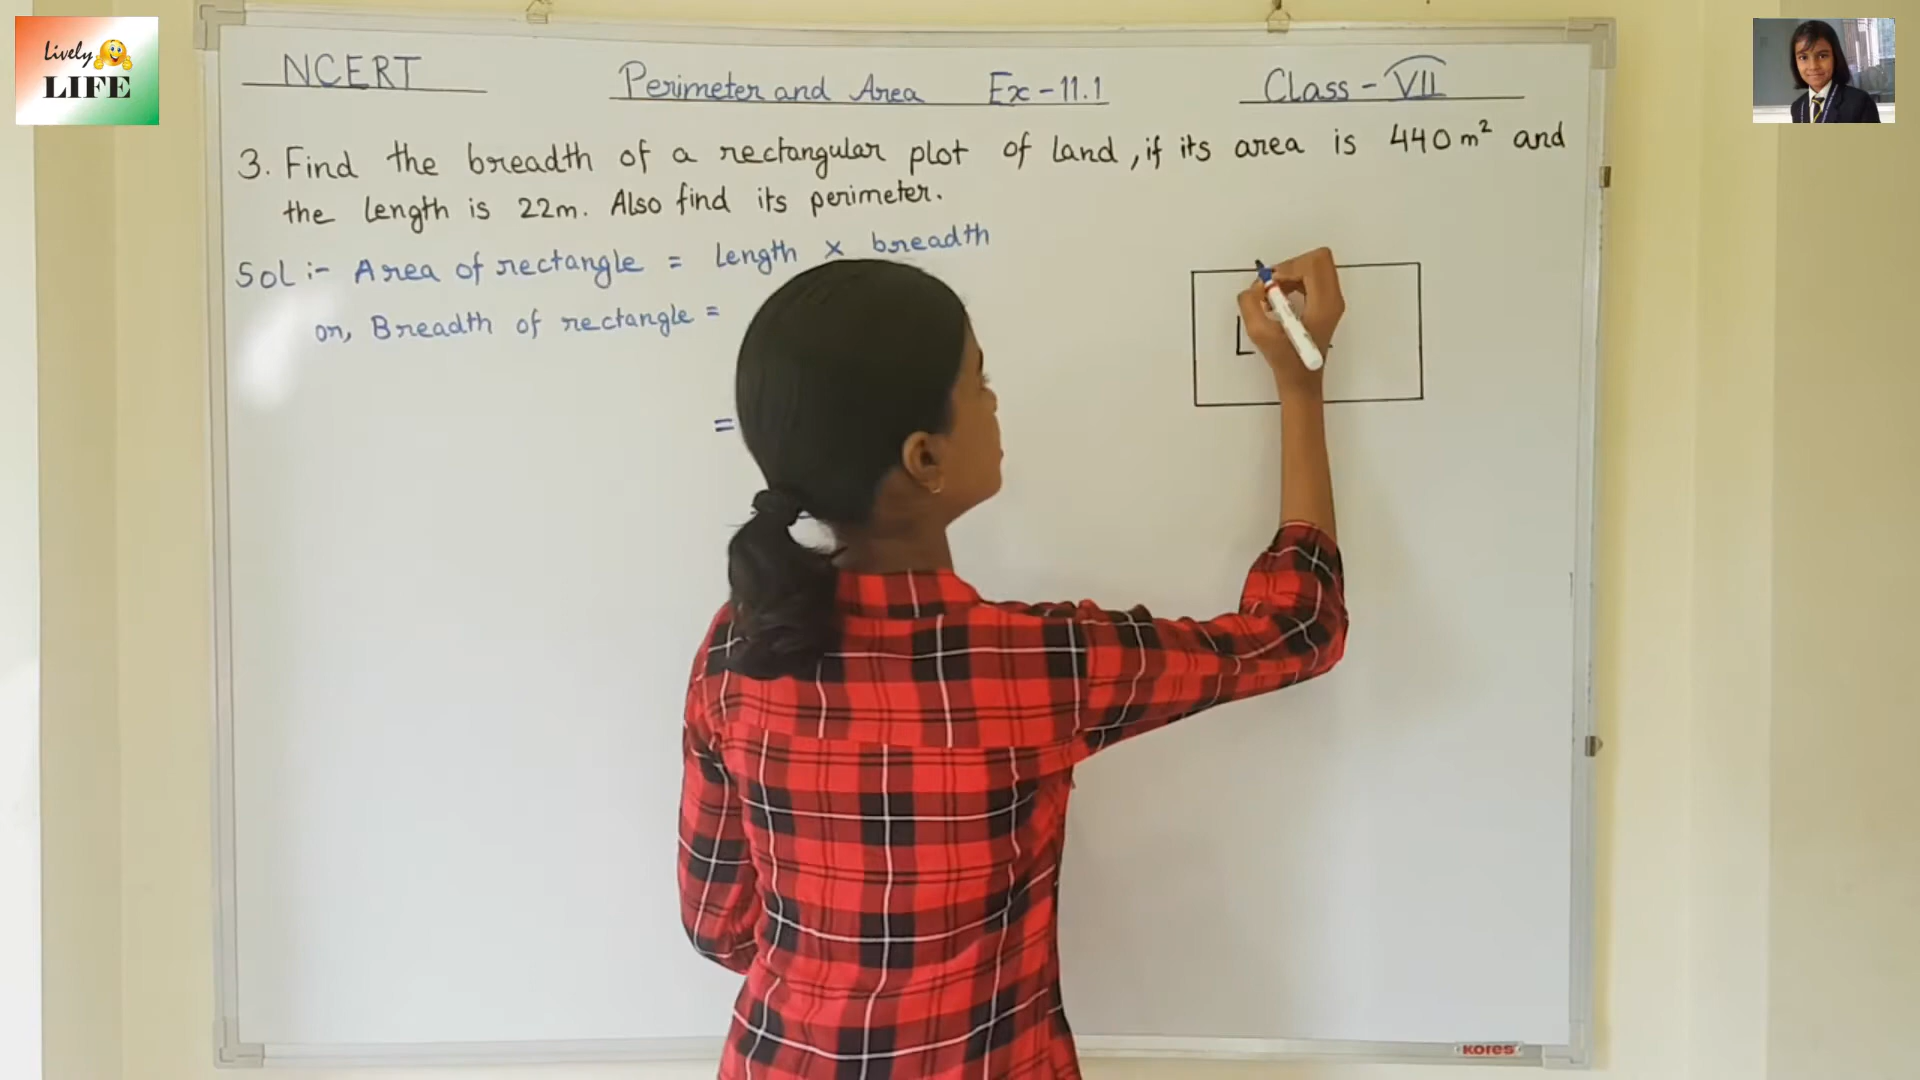 Lively
LIFE
NCERT
Perimeter and Area Ex-11.1
Class - VII
3. Find the breadth of a rectangular plot of land, if its area is 440 m² and
the length is 22m. Also find its perimeter.
Sol :- Area of rectangle = Length × breadth
or, Breadth of rectangle =
=
L
KORES